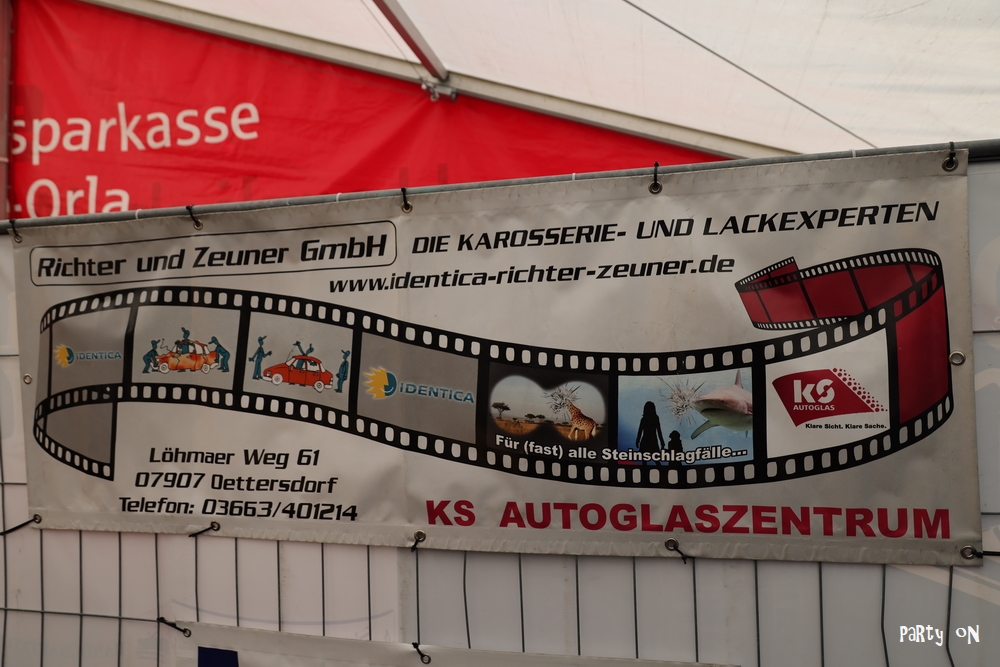 sparkasse
-Orla
Richter und Zeuner GmbH
DIE KAROSSERIE- UND LACKEXPERTEN
www.identica-richter-zeuner.de
IDENTICA
IDENTICA
Für (fast) alle Steinschlagfälle...
KS
AUTOGLAS
Klare Sicht. Klare Sache.
Löhmaer Weg 61
07907 Oettersdorf
Telefon: 03663/401214
KS AUTOGLASZENTRUM
PaRty oN